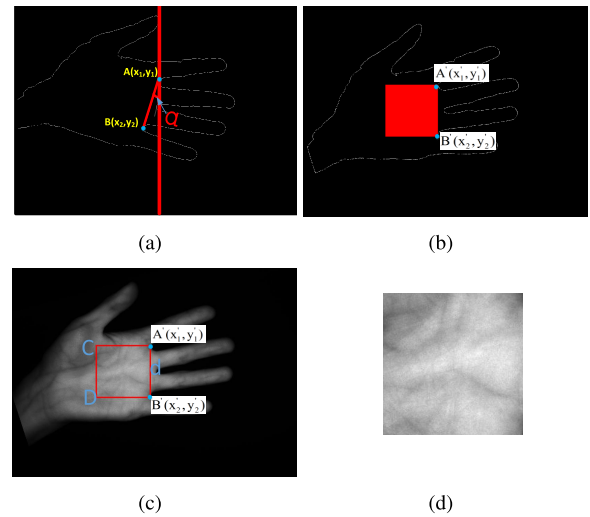 A(x₁,y₁)
B(x₂,y₂)
α
(a)
A'(x'₁,y'₁)
B'(x'₂,y'₂)
(b)
A'(x'₁,y'₁)
C
d
D
B'(x'₂,y'₂)
(c)
(d)